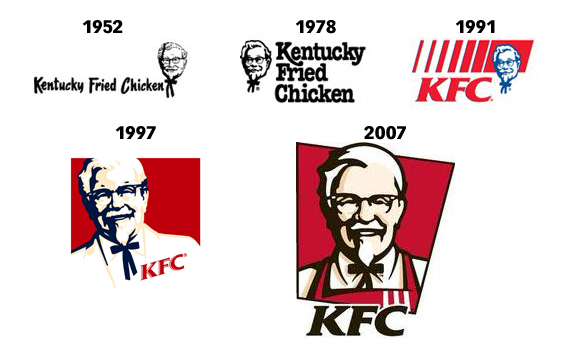 1952
1978
1991
Kentucky Fried Chicken
Kentucky
Fried
Chicken
KFC
1997
2007
KFC®
KFC